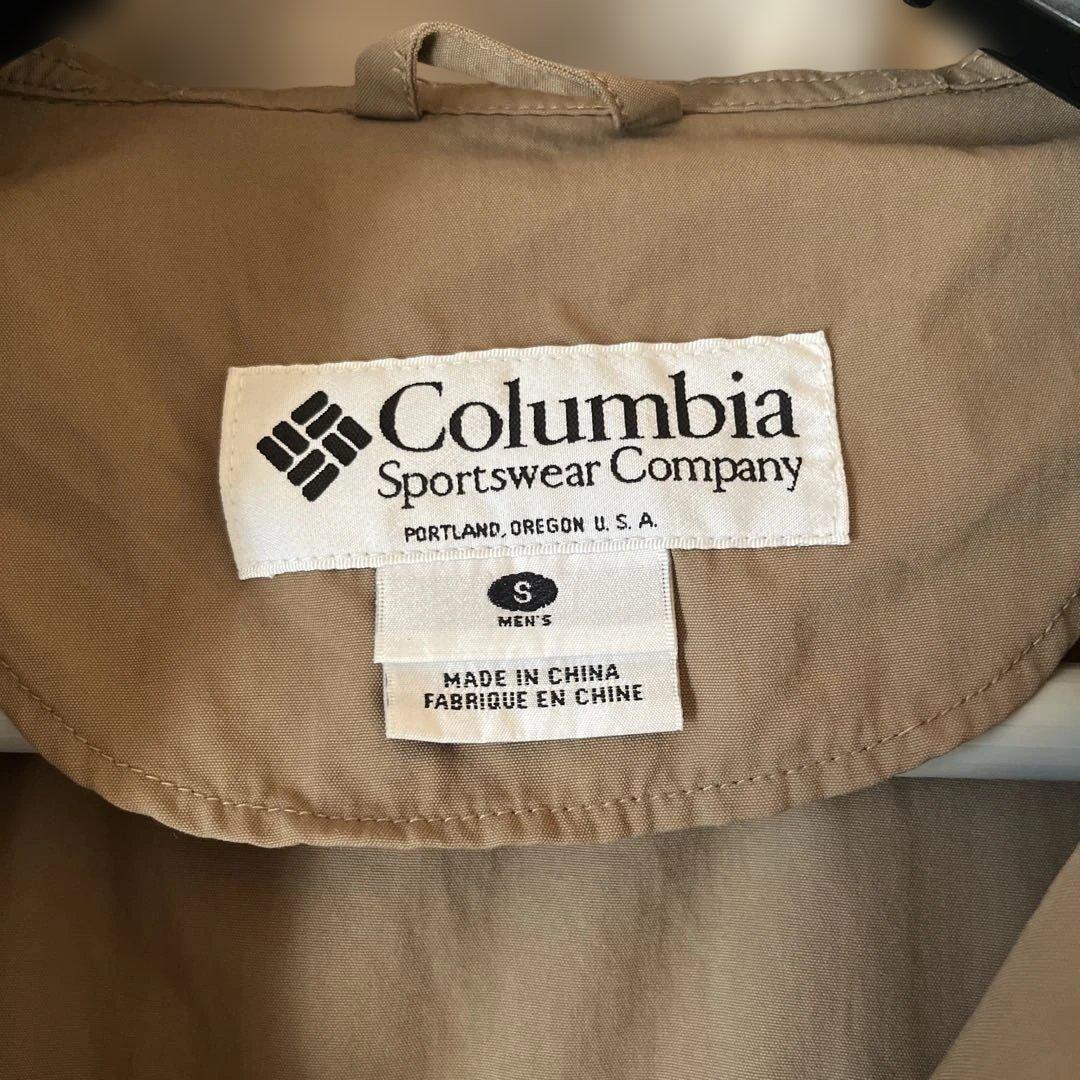 Columbia
Sportswear Company
PORTLAND, OREGON U. S. A.
S
MEN'S
MADE IN CHINA
FABRIQUE EN CHINE